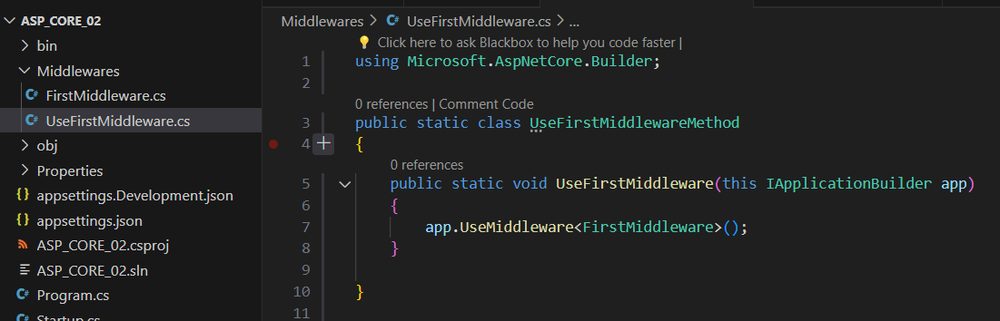 ASP_CORE_02
bin
Middlewares
FirstMiddleware.cs
UseFirstMiddleware.cs
obj
Properties
{} appsettings.Development.json
{} appsettings.json
ASP_CORE_02.csproj
ASP_CORE_02.sln
C# Program.cs
C# Startup.cs
Middlewares > C# UseFirstMiddleware.cs > ...
Click here to ask Blackbox to help you code faster |
1 using Microsoft.AspNetCore.Builder;
2
0 references | Comment Code
3 public static class UseFirstMiddlewareMethod
4 {
0 references
5 public static void UseFirstMiddleware(this IApplicationBuilder app)
6 {
7 app.UseMiddleware<FirstMiddleware>();
8 }
9
10 }
11